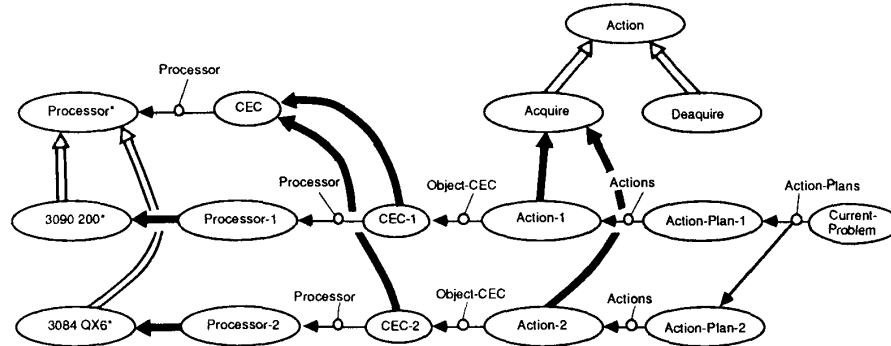 Action
Processor
Processor*
CEC
Acquire
Deaquire
Processor
Object-CEC
Actions
Action-Plans
3090 200*
Processor-1
CEC-1
Action-1
Action-Plan-1
Current-
Problem
Processor
Object-CEC
Actions
3084 QX6*
Processor-2
CEC-2
Action-2
Action-Plan-2